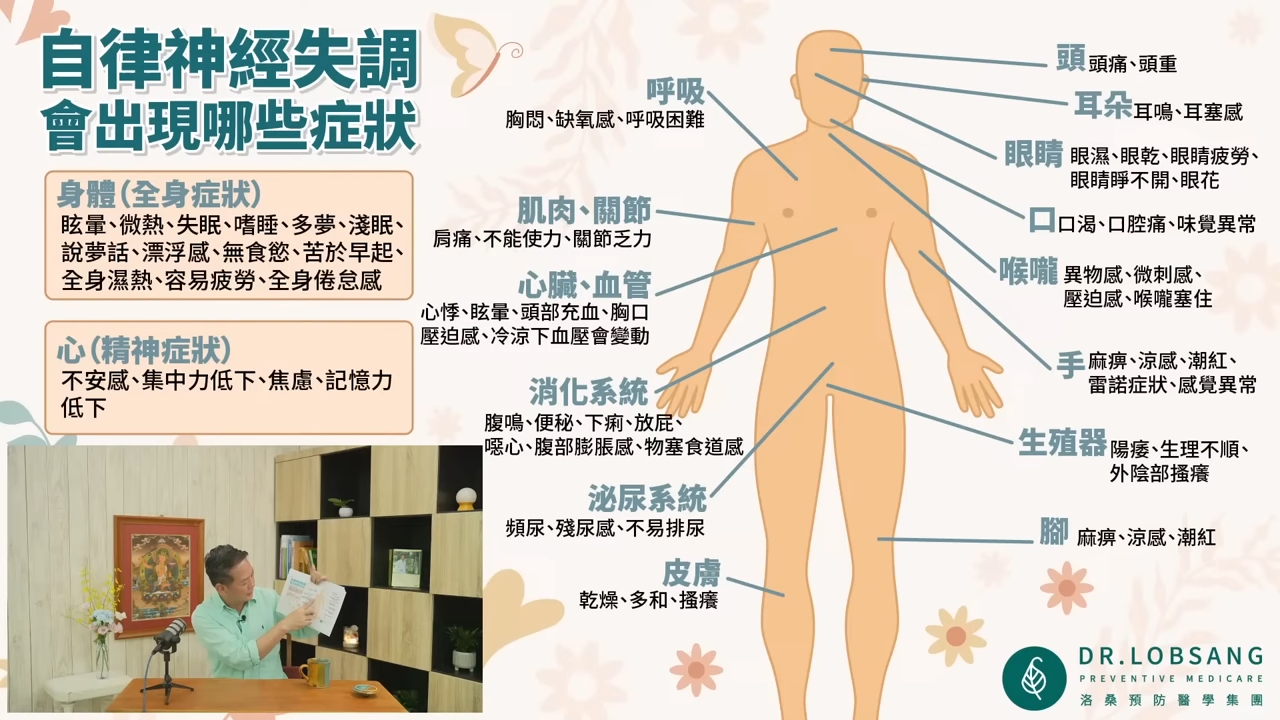 自律神經失調
會出現哪些症狀
身體(全身症狀)
眩暈、微熱、失眠、嗜睡、多夢、淺眠、
說夢話、漂浮感、無食慾、苦於早起、
全身濕熱、容易疲勞、全身倦怠感
心(精神症狀)
不安感、集中力低下、焦慮、記憶力
低下
呼吸
胸悶、缺氧感、呼吸困難
肌肉、關節
肩痛、不能使力、關節乏力
心臟、血管
心悸、眩暈、頭部充血、胸口
壓迫感、冷涼下血壓會變動
消化系統
腹鳴、便秘、下痢、放屁、
噁心、腹部膨脹感、物塞食道感
泌尿系統
頻尿、殘尿感、不易排尿
皮膚
乾燥、多和、搔癢
頭 頭痛、頭重
耳朵 耳鳴、耳塞感
眼睛 眼濕、眼乾、眼睛疲勞、
眼睛睜不開、眼花
口 口渴、口腔痛、味覺異常
喉嚨 異物感、微刺感、
壓迫感、喉嚨塞住
手 麻痹、涼感、潮紅、
雷諾症狀、感覺異常
生殖器 陽痿、生理不順、
外陰部搔癢
腳 麻痹、涼感、潮紅
DR.LOBSANG
PREVENTIVE MEDICARE
洛桑預防醫學集團